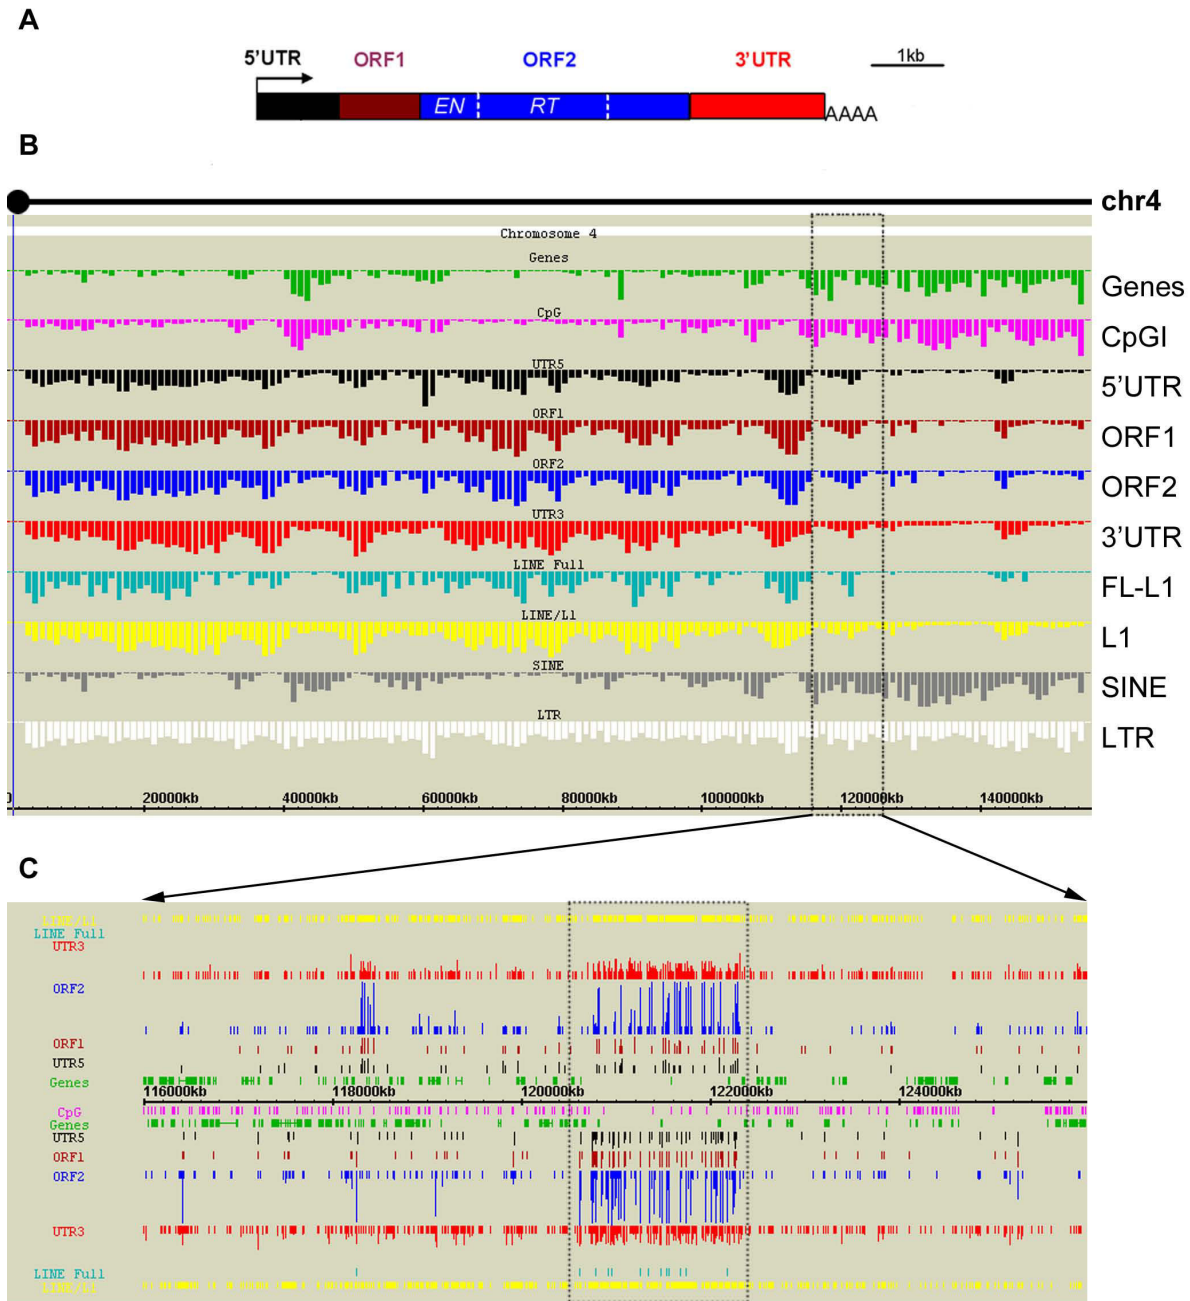 A
5'UTR ORF1 ORF2 3'UTR 1kb
EN RT
AAAA
B
chr4
Chromosome 4
Genes
Genes
CpG
CpGI
UTR5
5'UTR
ORF1
ORF1
ORF2
ORF2
UTR3
3'UTR
LINE Full
FL-L1
LINE/L1
L1
SINE
SINE
LTR
LTR
0 20000kb 40000kb 60000kb 80000kb 100000kb 120000kb 140000kb
C
LINE/L1
LINE Full
UTR3
ORF2
ORF1
UTR5
Genes
116000kb 118000kb 120000kb 122000kb 124000kb
CpG
Genes
UTR5
ORF1
ORF2
UTR3
LINE Full
LINE/L1